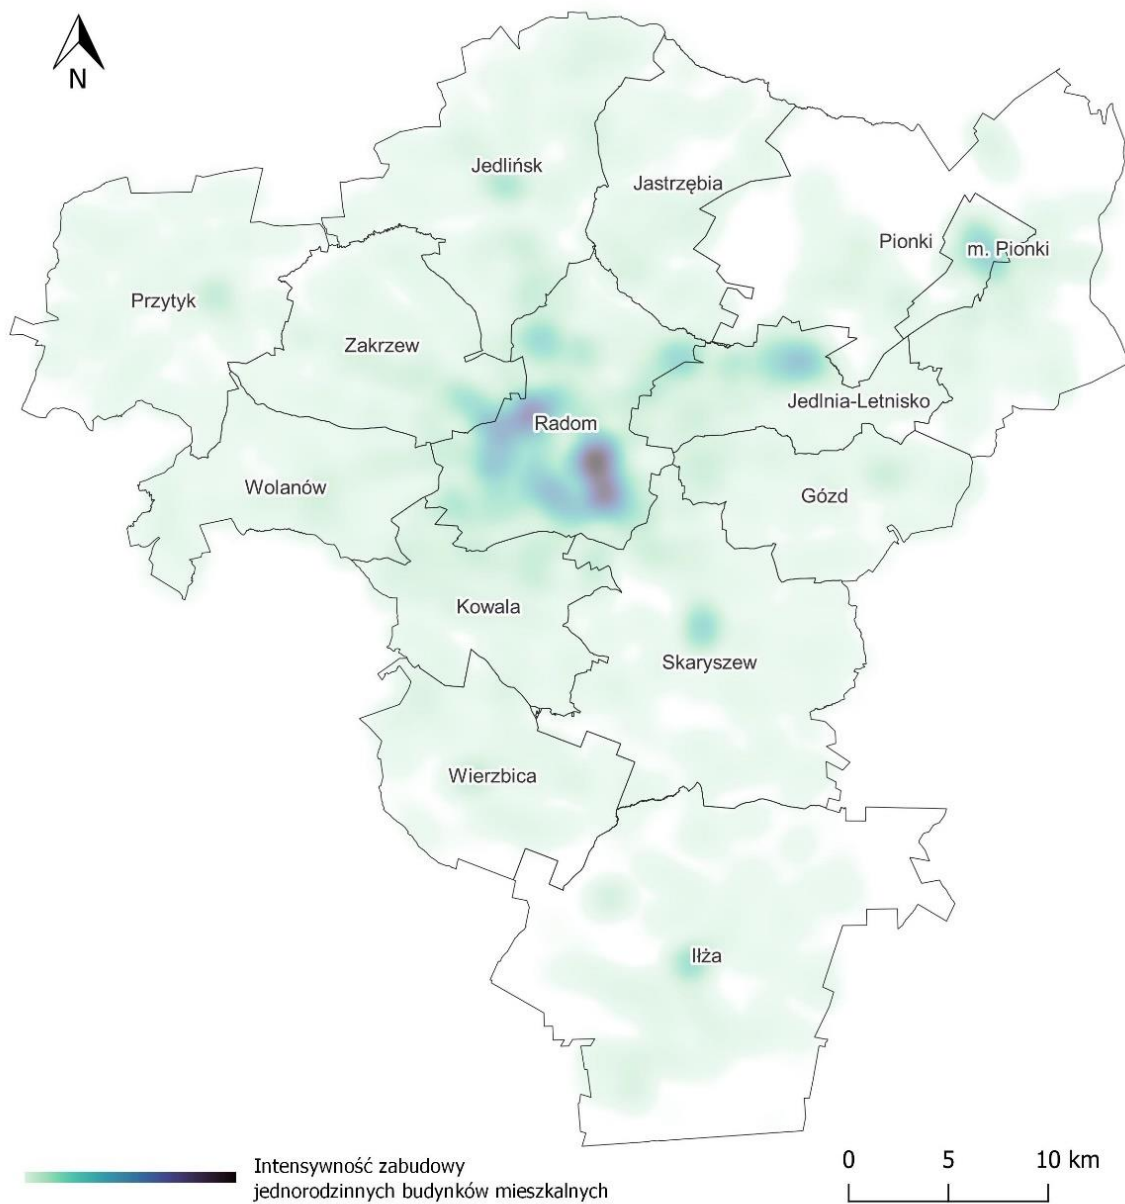 N
Jedlińsk
Jastrzębia
Pionki
m. Pionki
Przytyk
Zakrzew
Jedlnia-Letnisko
Radom
Wolanów
Gózd
Kowala
Skaryszew
Wierzbica
Iłża
Intensywność zabudowy
jednorodzinnych budynków mieszkalnych
0 5 10 km